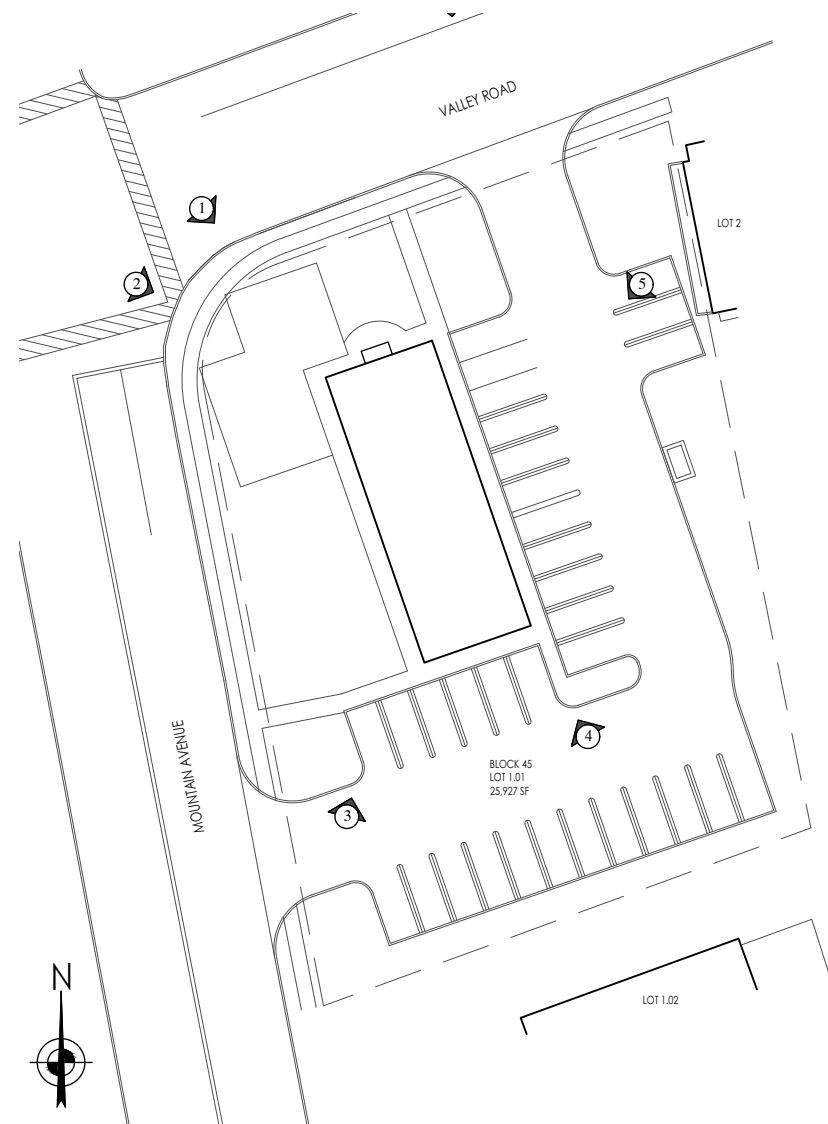 VALLEY ROAD
1
LOT 2
2
5
MOUNTAIN AVENUE
4
BLOCK 45
LOT 1.01
25,927 SF
3
N
LOT 1.02